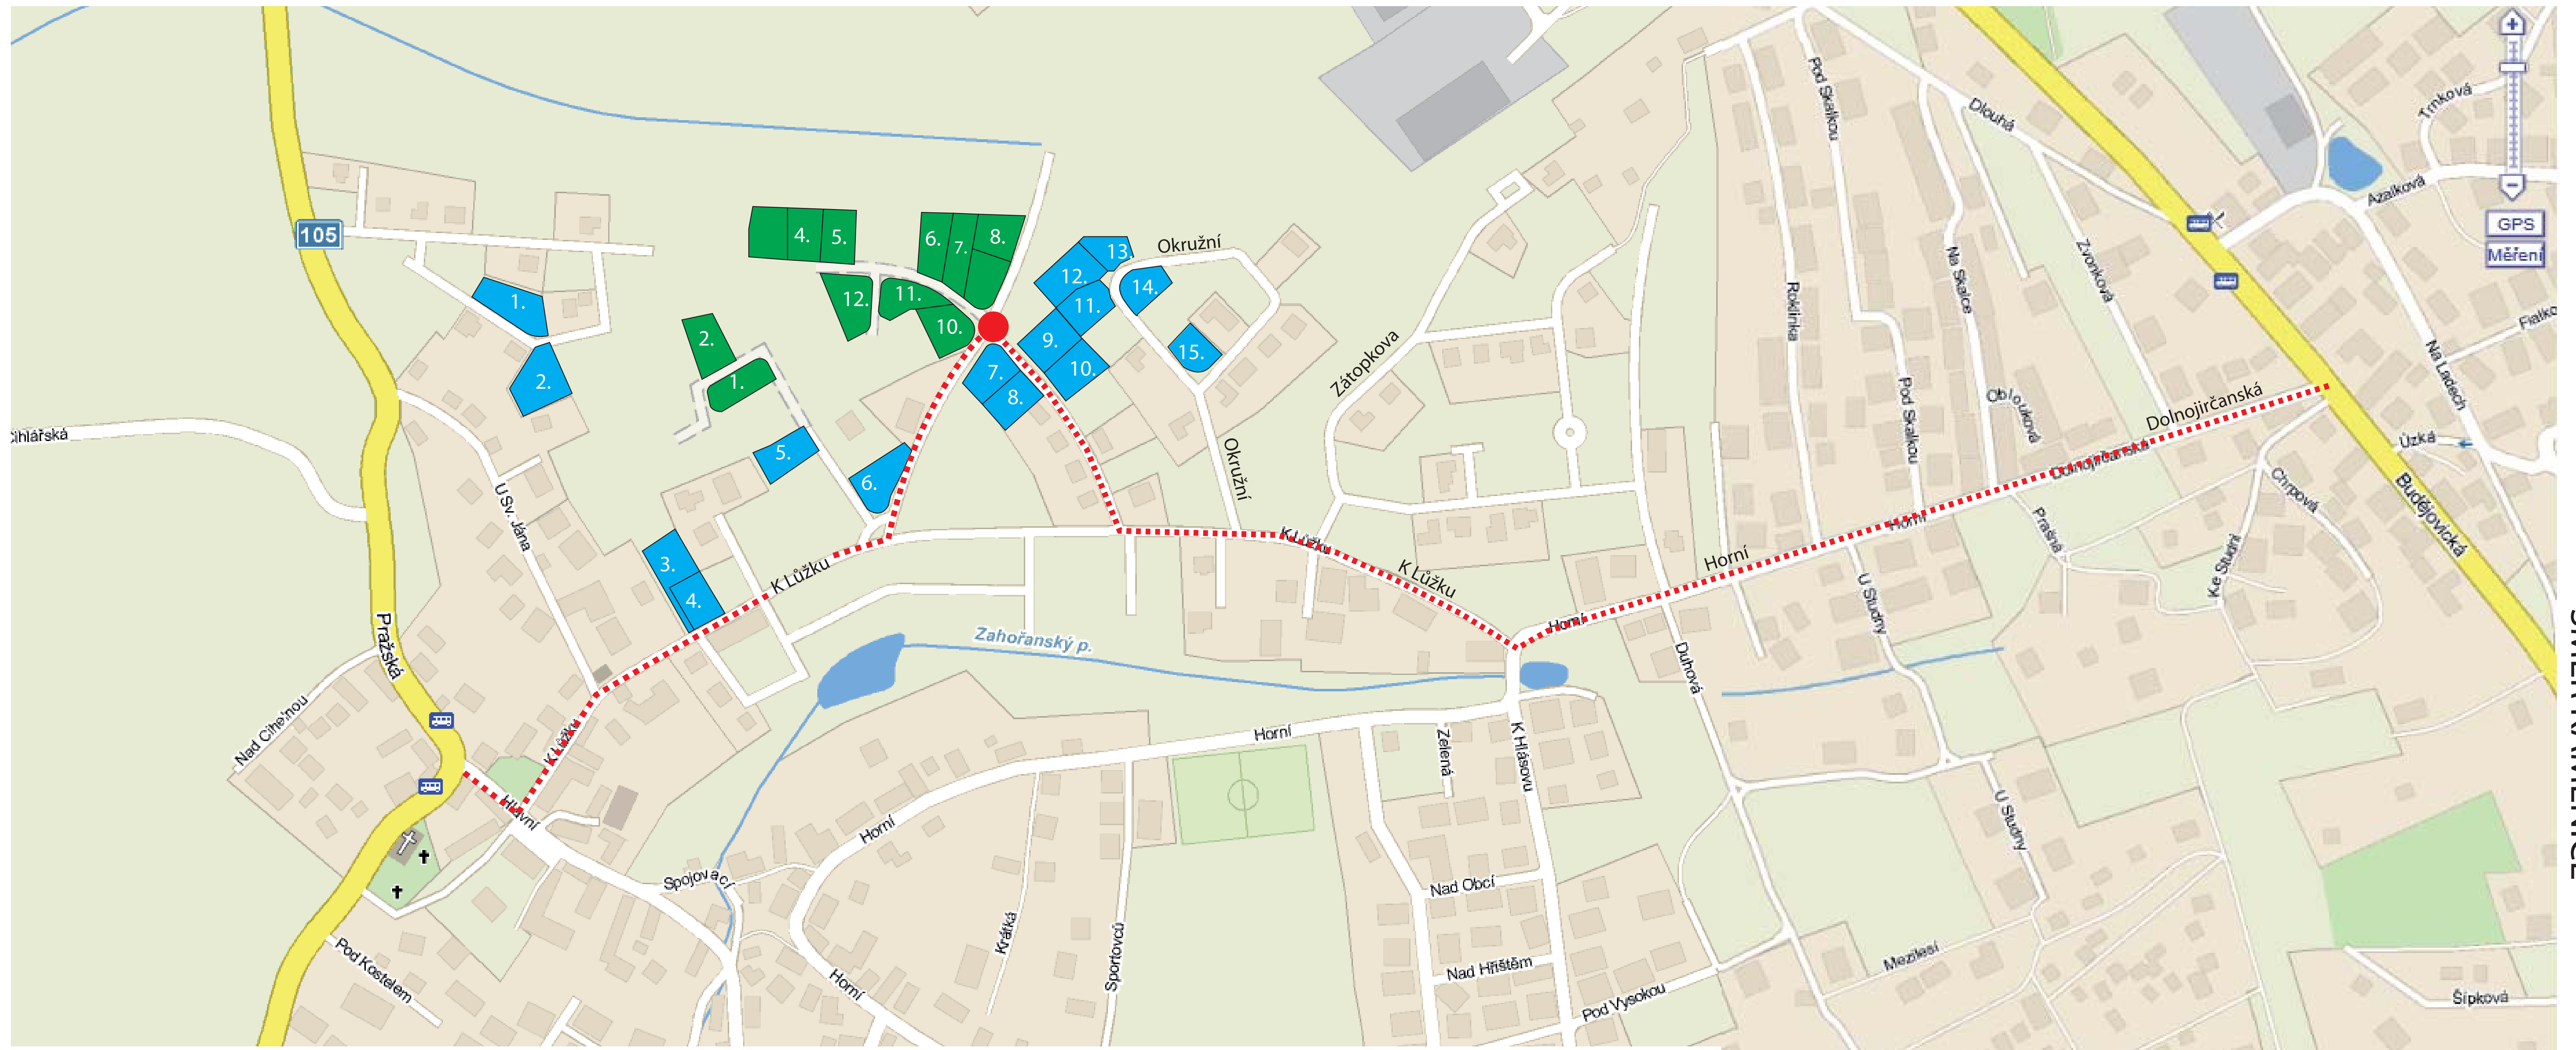 105
4.
5.
6.
7.
8.
12.
11.
10.
2.
1.
1.
2.
3.
4.
5.
6.
7.
8.
9.
10.
11.
12.
13.
14.
15.
Okružní
Okružní
Zátopkova
Pod Skalkou
Dlouhá
Trnková
Azalková
GPS
Měření
Zvonková
Na Skalce
Roklinka
Pod Skalkou
Oblouková
Na Ladech
Dolnojirčanská
Dolnojirčanská
Úzká
Chrpová
Budějovická
Prašná
Ke Studni
U Sv. Jána
Pražská
Nad Cihelnou
K Lůžku
K Lůžku
K Lůžku
K Lůžku
Horní
Horní
Horní
U Studny
U Studny
Duhová
Zahořanský p.
Horní
Zelená
K Hlásovu
Hlavní
Horní
Spojovací
Krátká
Sportovců
Horní
Pod Kostelem
Nad Obcí
Nad Hřištěm
Pod Vysokou
Mezilesí
Šípková